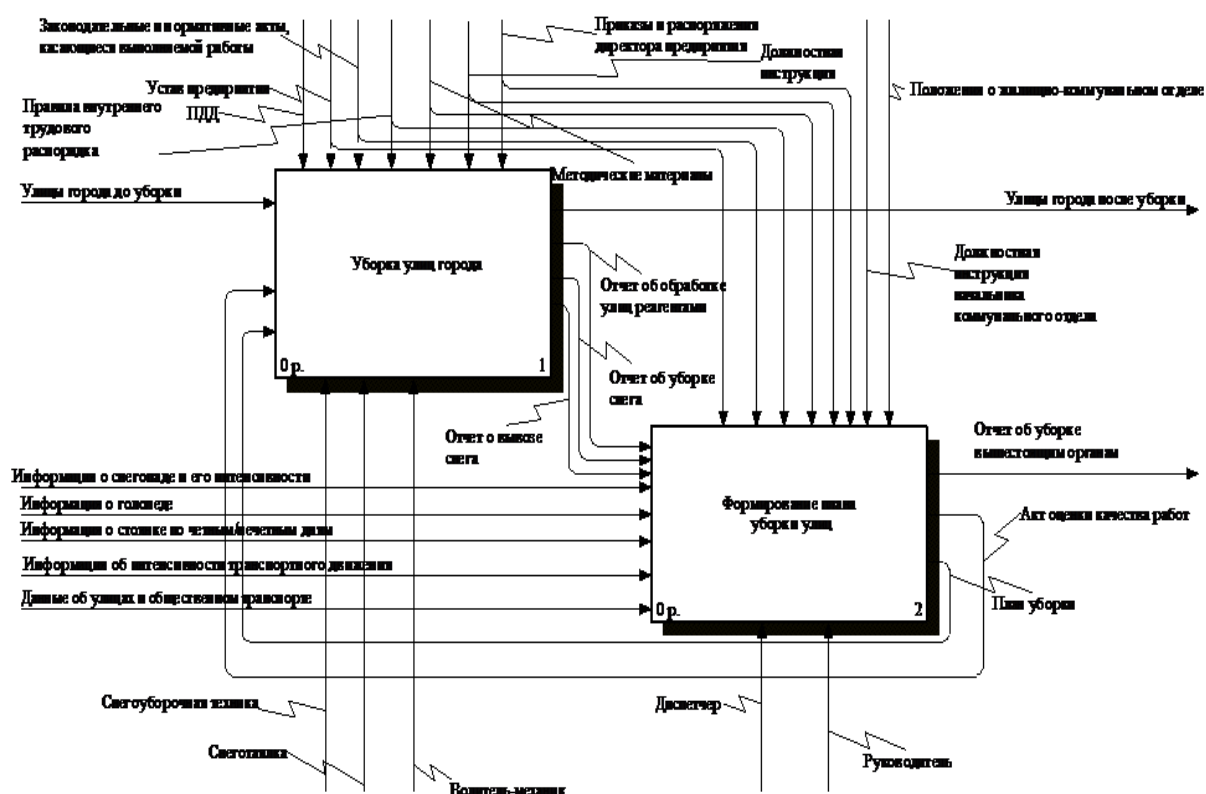 Законодательные и нормативные акты,
касающиеся выполняемой работы
Приказы и распоряжения
директора предприятия
Должностная
инструкция
Устав предприятия
ПДД
Правила внутреннего
трудового
распорядка
Положение о жилищно-коммунальном отделе
Методические материалы
Улицы города до уборки
Улицы города после уборки
Уборка улиц города
0 р.
1
Должностная
инструкция
начальника
коммунального отдела
Отчет об обработке
улиц реагентами
Отчет об уборке
снега
Отчет о вывозе
снега
Отчет об уборке
вышестоящим органам
Информация о снегопаде и его интенсивности
Информация о гололеде
Информация о стоянке по четным/нечетным дням
Информация об интенсивности транспортного движения
Данные об улицах и общественном транспорте
Формирование плана
уборки улиц
0 р.
2
Акт оценки качества работ
План уборки
Снегоуборочная техника
Снеготаялка
Водитель-механик
Диспетчер
Руководитель